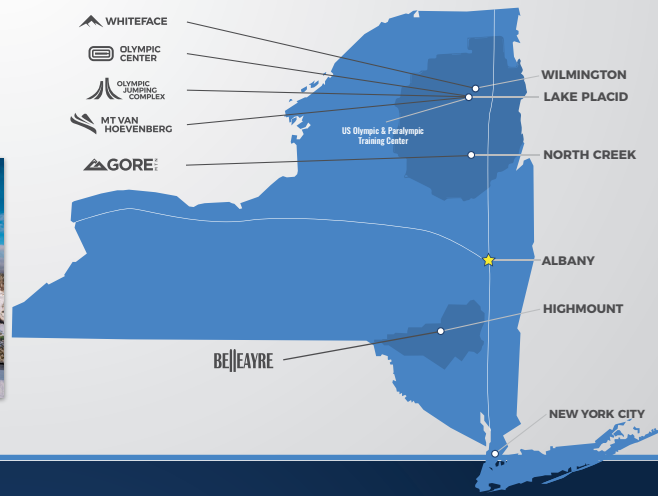 WHITEFACE
OLYMPIC
CENTER
OLYMPIC
JUMPING
COMPLEX
MT VAN
HOEVENBERG
GORE MTN
US Olympic & Paralympic
Training Center
WILMINGTON
LAKE PLACID
NORTH CREEK
ALBANY
HIGHMOUNT
BELLEAYRE
NEW YORK CITY